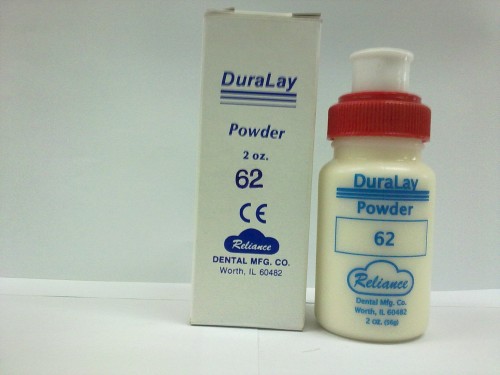 DuraLay
Powder
2 oz.
62
CE
Reliance
DENTAL MFG. CO.
Worth, IL 60482
DuraLay
Powder
62
Reliance
Dental Mfg. Co.
Worth, IL 60482
2 oz. (56g)